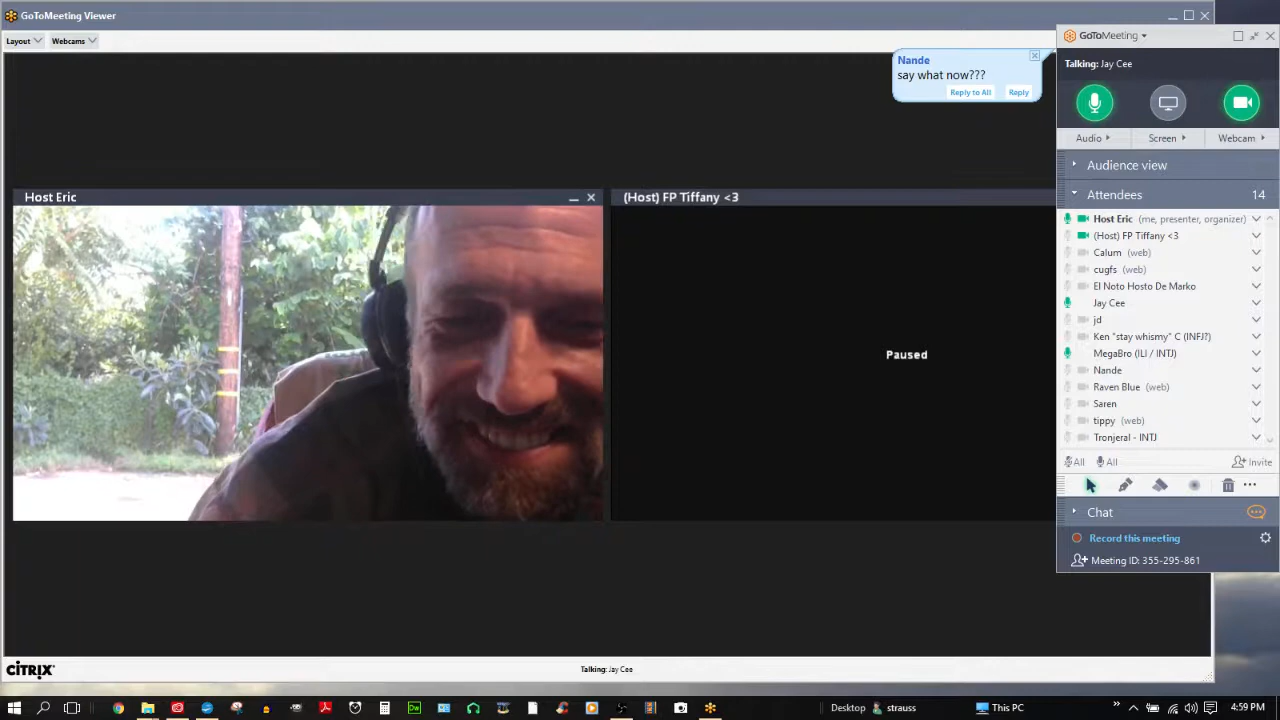 GoToMeeting Viewer
Layout
Webcams
Nande
say what now???
Reply to All
Reply
GoToMeeting
Talking: Jay Cee
Audio
Screen
Webcam
Audience view
Attendees 14
Host Eric (me, presenter, organizer)
(Host) FP Tiffany <3
Calum (web)
cugfs (web)
El Noto Hosto De Marko
Jay Cee
jd
Ken "stay whismy" C (INFJ?)
MegaBro (ILI / INTJ)
Nande
Raven Blue (web)
Saren
tippy (web)
Tronjeral - INTJ
All
All
Invite
Chat
Record this meeting
Meeting ID: 355-295-861
Host Eric
(Host) FP Tiffany <3
Paused
CİTRIX
Talking: Jay Cee
Dw
Desktop
strauss
This PC
4:59 PM